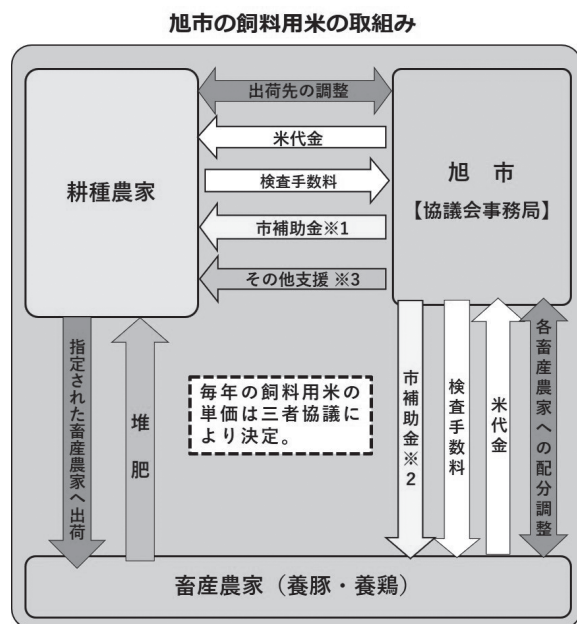 旭市の飼料用米の取組み
出荷先の調整
米代金
検査手数料
市補助金※1
その他支援 ※3
耕種農家
旭　市
【協議会事務局】
指定された畜産農家へ出荷
堆肥
毎年の飼料用米の
単価は三者協議に
より決定。
市補助金※2
検査手数料
米代金
各畜産農家への配分調整
畜産農家（養豚・養鶏）